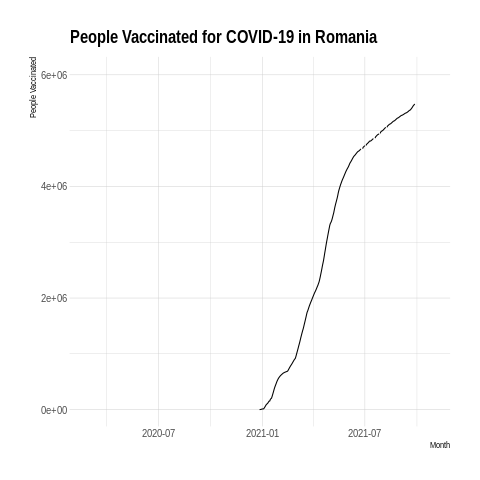 People Vaccinated for COVID-19 in Romania
People Vaccinated
6e+06
4e+06
2e+06
0e+00
2020-07 2021-01 2021-07
Month